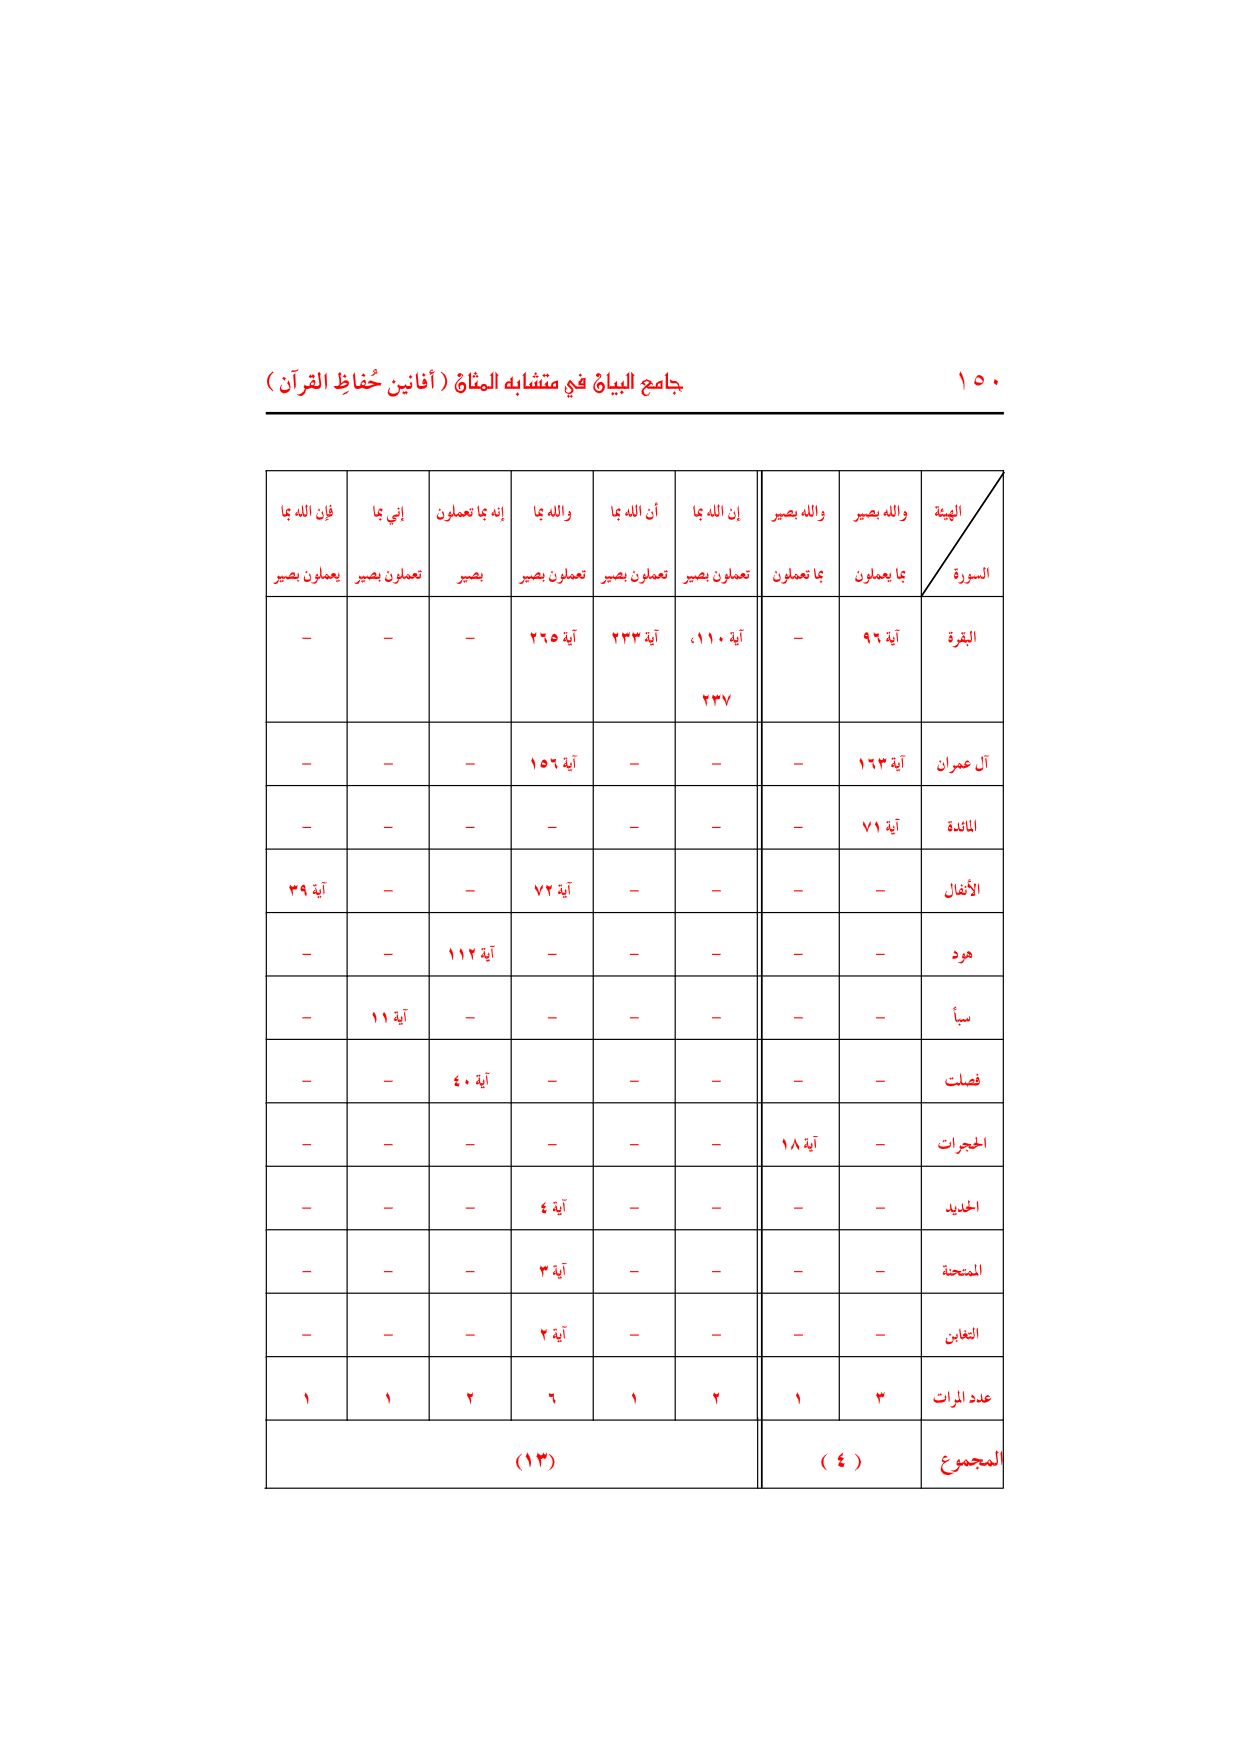 ١٥٠ جامع البيان في متشابه المثان ( أفانين حُفاظِ القرآن )
الهيئة والله بصير والله بصير إن الله بما أن الله بما والله بما إنه بما تعملون إني بما فإن الله بما
السورة بما يعملون بما تعملون تعملون بصير تعملون بصير تعملون بصير بصير تعملون بصير يعملون بصير
البقرة آية ٩٦ – آية ١١٠، آية ٢٣٣ آية ٢٦٥ – – –
٢٣٧
آل عمران آية ١٦٣ – – – آية ١٥٦ – – –
المائدة آية ٧١ – – – – – – –
الأنفال – – – – آية ٧٢ – – آية ٣٩
هود – – – – – آية ١١٢ – –
سبأ – – – – – – آية ١١ –
فصلت – – – – – آية ٤٠ – –
الحجرات – آية ١٨ – – – – – –
الحديد – – – – آية ٤ – – –
الممتحنة – – – – آية ٣ – – –
التغابن – – – – آية ٢ – – –
عدد المرات ٣ ١ ٢ ١ ٦ ٢ ١ ١
المجموع ( ٤ ) (١٣)